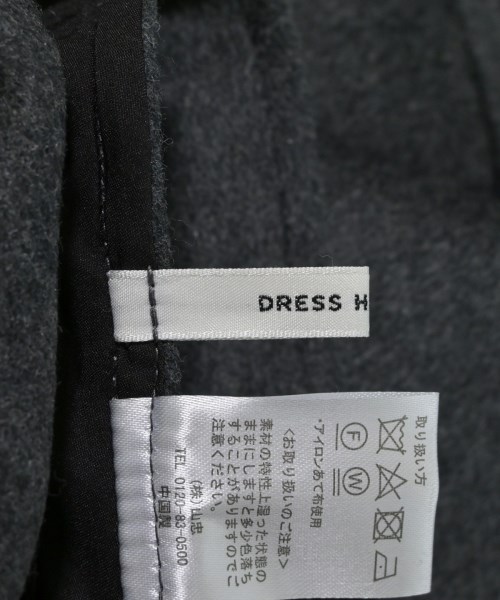 DRESS H
取り扱い方
F W
*アイロンあて布使用
<お取り扱いのご注意>
素材の特性上湿った状態の
ままにしますと多少色落ち
することがありますのでご
注意ください。
(株)山忠
TEL 0120-83-0500
中国製